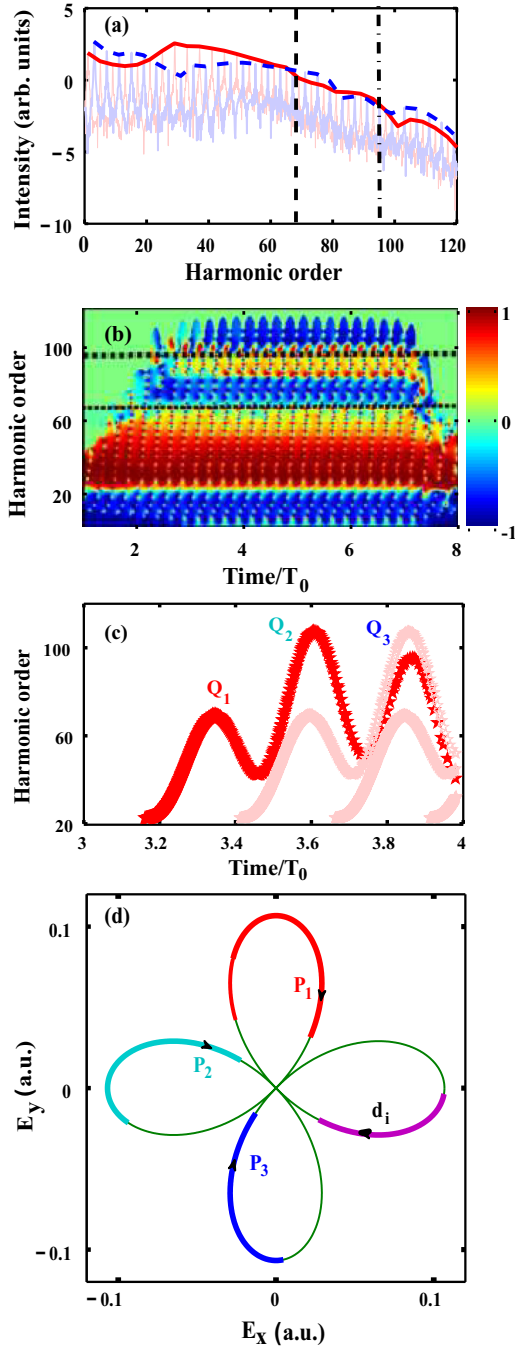 (a)
5
0
−5
−10
Intensity (arb. units)
0 20 40 60 80 100 120
Harmonic order
(b)
100
60
20
Harmonic order
2 4 6 8
Time/T0
1
0
-1
(c)
Q1
Q2
Q3
100
60
20
Harmonic order
3 3.2 3.4 3.6 3.8 4
Time/T0
(d)
0.1
0
−0.1
Ey (a.u.)
P1
P2
P3
di
−0.1 0 0.1
Ex (a.u.)